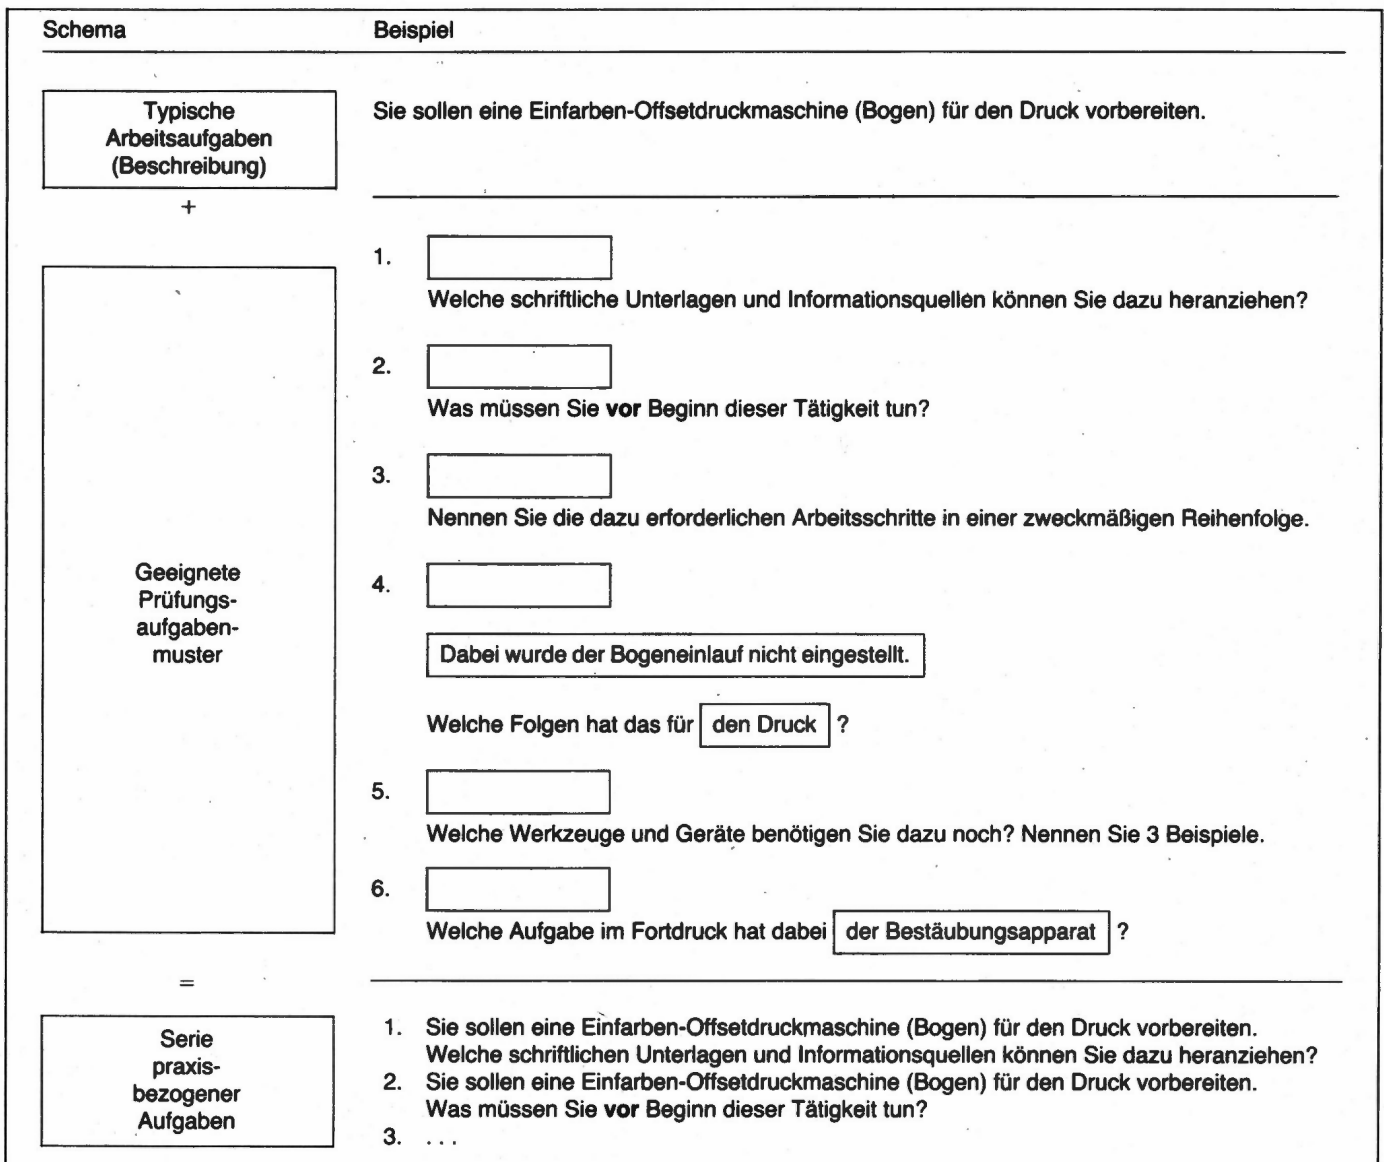 Schema
Beispiel
Typische
Arbeitsaufgaben
(Beschreibung)
Sie sollen eine Einfarben-Offsetdruckmaschine (Bogen) für den Druck vorbereiten.
+
Geeignete
Prüfungs-
aufgaben-
muster
1.
Welche schriftliche Unterlagen und Informationsquellen können Sie dazu heranziehen?
2.
Was müssen Sie vor Beginn dieser Tätigkeit tun?
3.
Nennen Sie die dazu erforderlichen Arbeitsschritte in einer zweckmäßigen Reihenfolge.
4.
Dabei wurde der Bogeneinlauf nicht eingestellt.
Welche Folgen hat das für den Druck ?
5.
Welche Werkzeuge und Geräte benötigen Sie dazu noch? Nennen Sie 3 Beispiele.
6.
Welche Aufgabe im Fortdruck hat dabei der Bestäubungsapparat ?
=
Serie
praxis-
bezogener
Aufgaben
1. Sie sollen eine Einfarben-Offsetdruckmaschine (Bogen) für den Druck vorbereiten.
Welche schriftlichen Unterlagen und Informationsquellen können Sie dazu heranziehen?
2. Sie sollen eine Einfarben-Offsetdruckmaschine (Bogen) für den Druck vorbereiten.
Was müssen Sie vor Beginn dieser Tätigkeit tun?
3. . . .